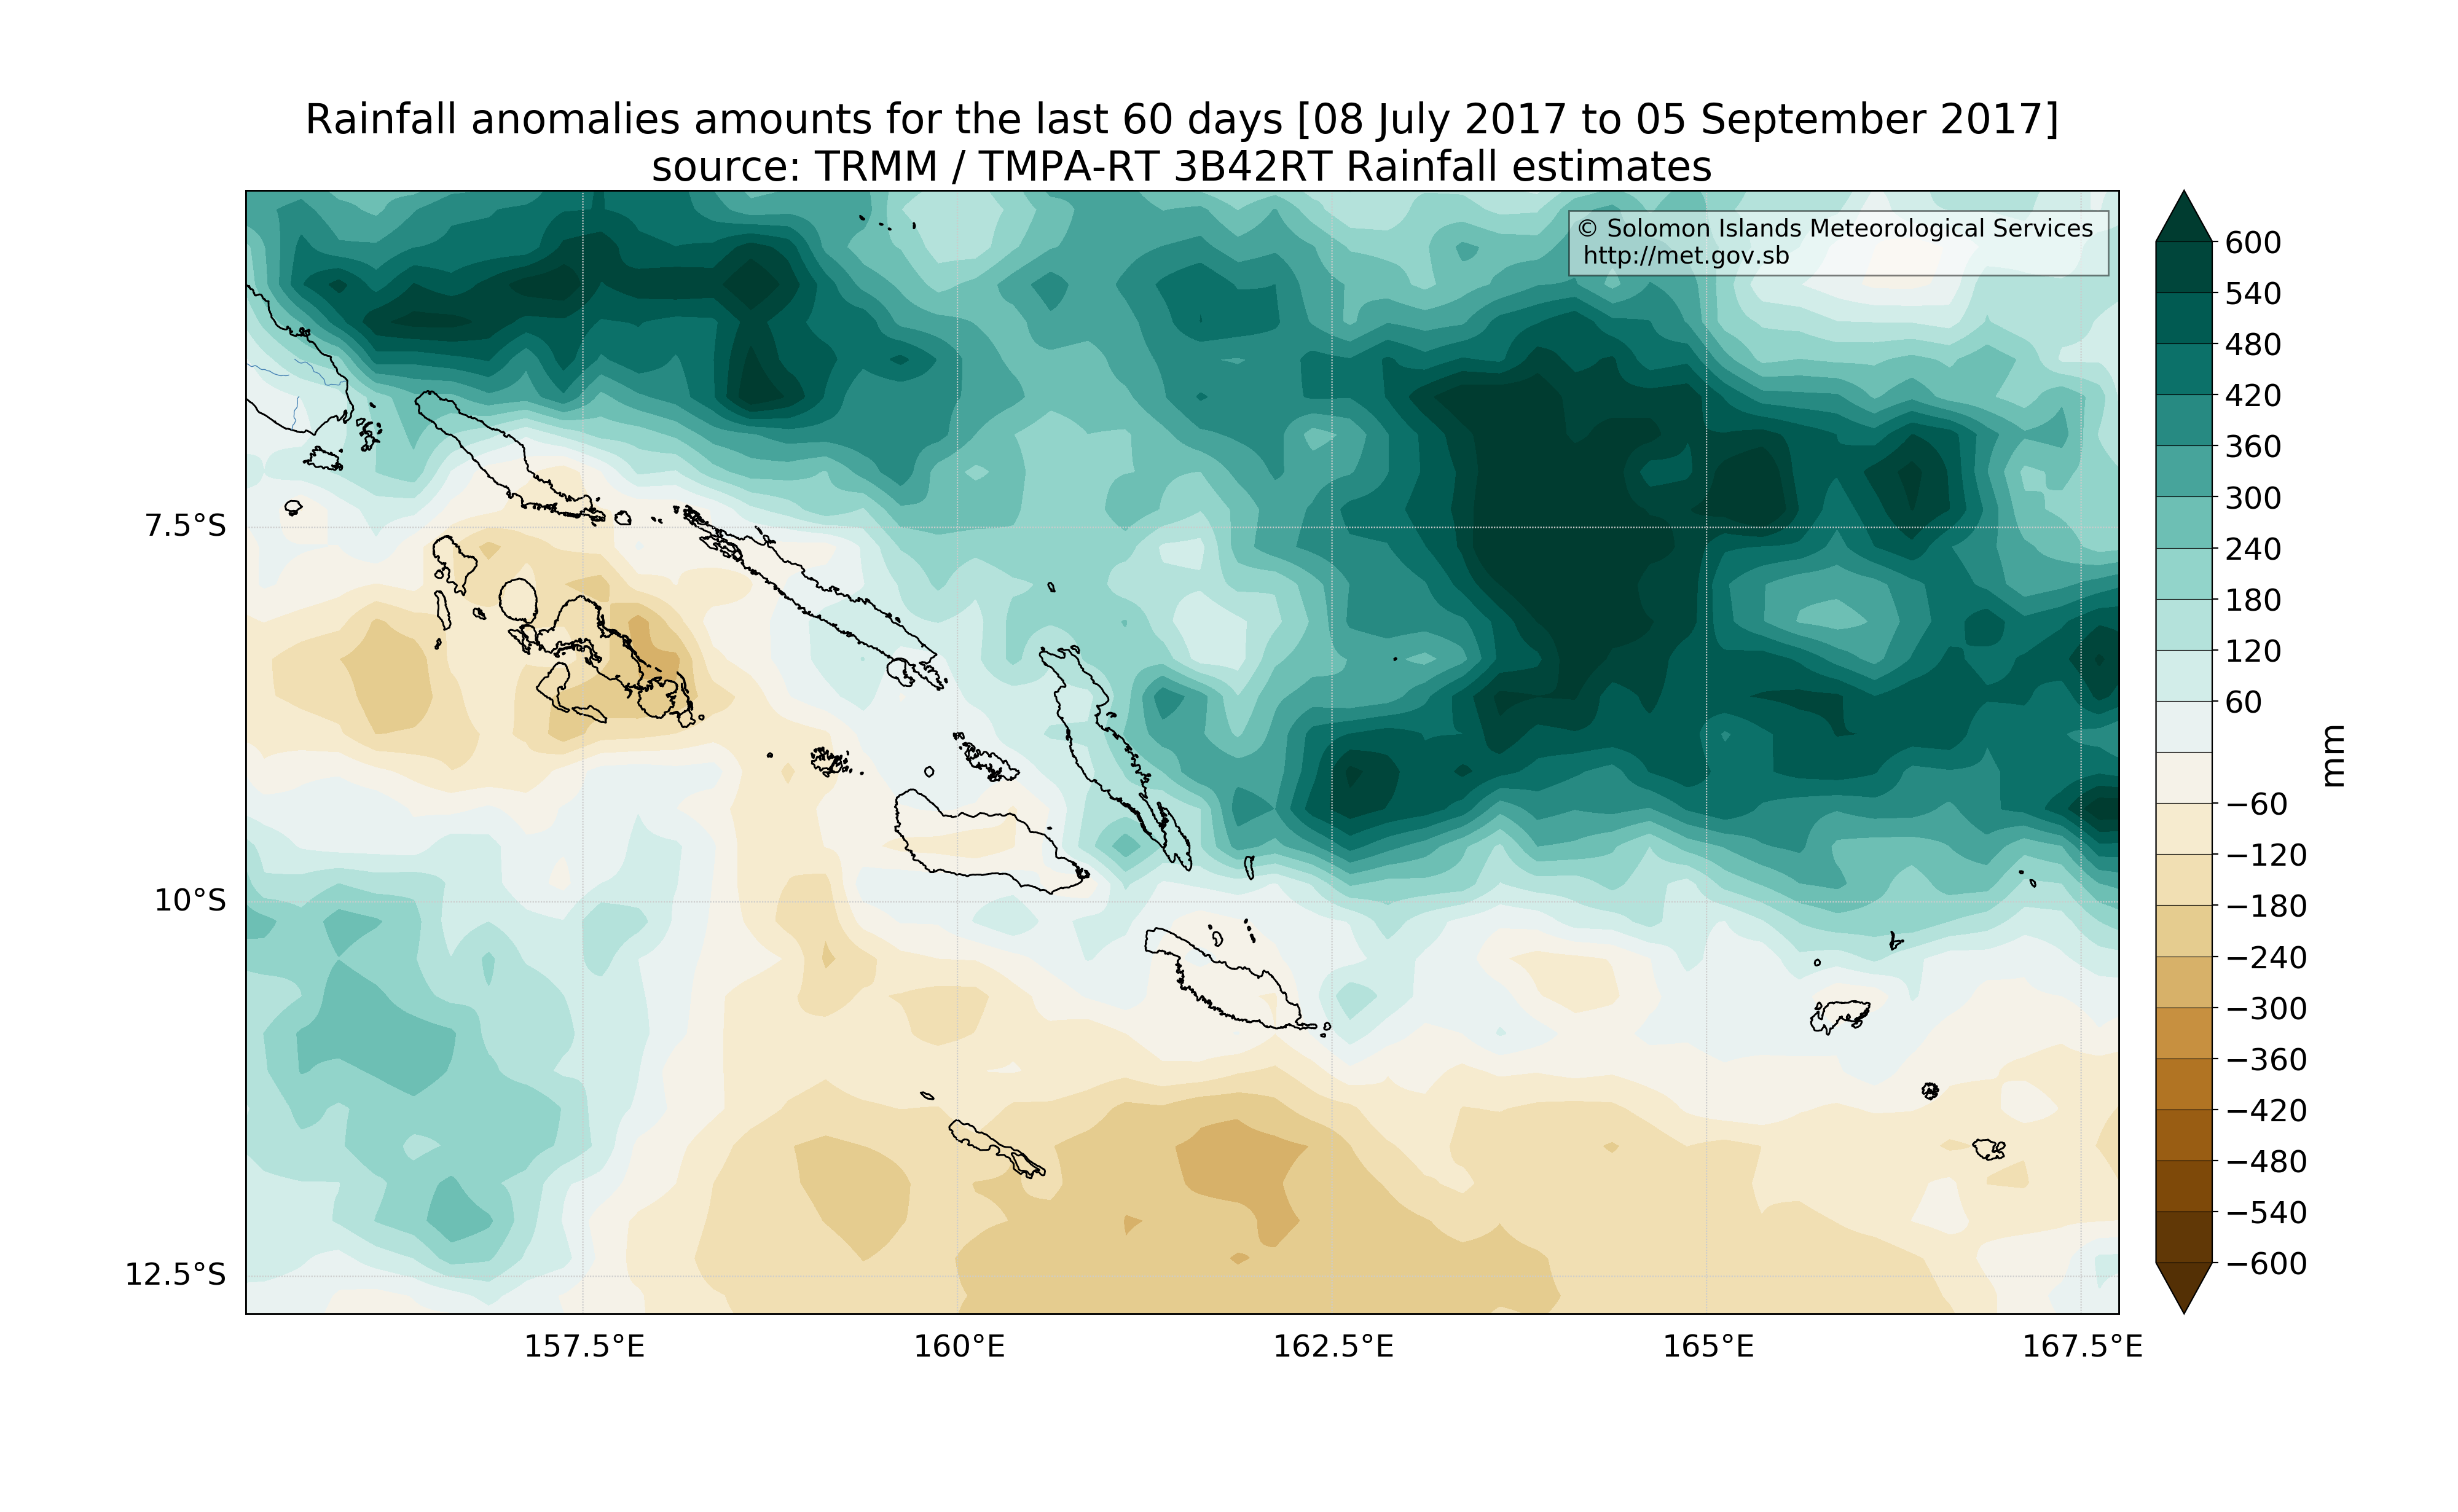 Rainfall anomalies amounts for the last 60 days [08 July 2017 to 05 September 2017]
source: TRMM / TMPA-RT 3B42RT Rainfall estimates
© Solomon Islands Meteorological Services
http://met.gov.sb
7.5°S
10°S
12.5°S
157.5°E
160°E
162.5°E
165°E
167.5°E
600
540
480
420
360
300
240
180
120
60
−60
−120
−180
−240
−300
−360
−420
−480
−540
−600
mm